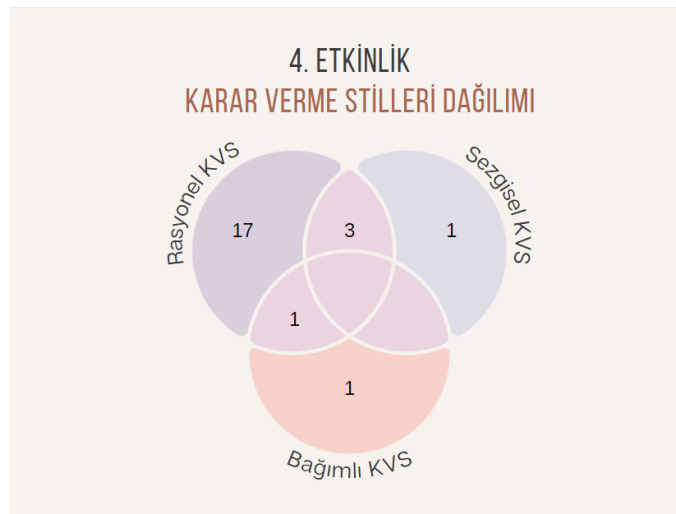 4. ETKİNLİK
KARAR VERME STİLLERİ DAĞILIMI
Rasyonel KVS
Sezgisel KVS
17
3
1
1
1
Bağımlı KVS